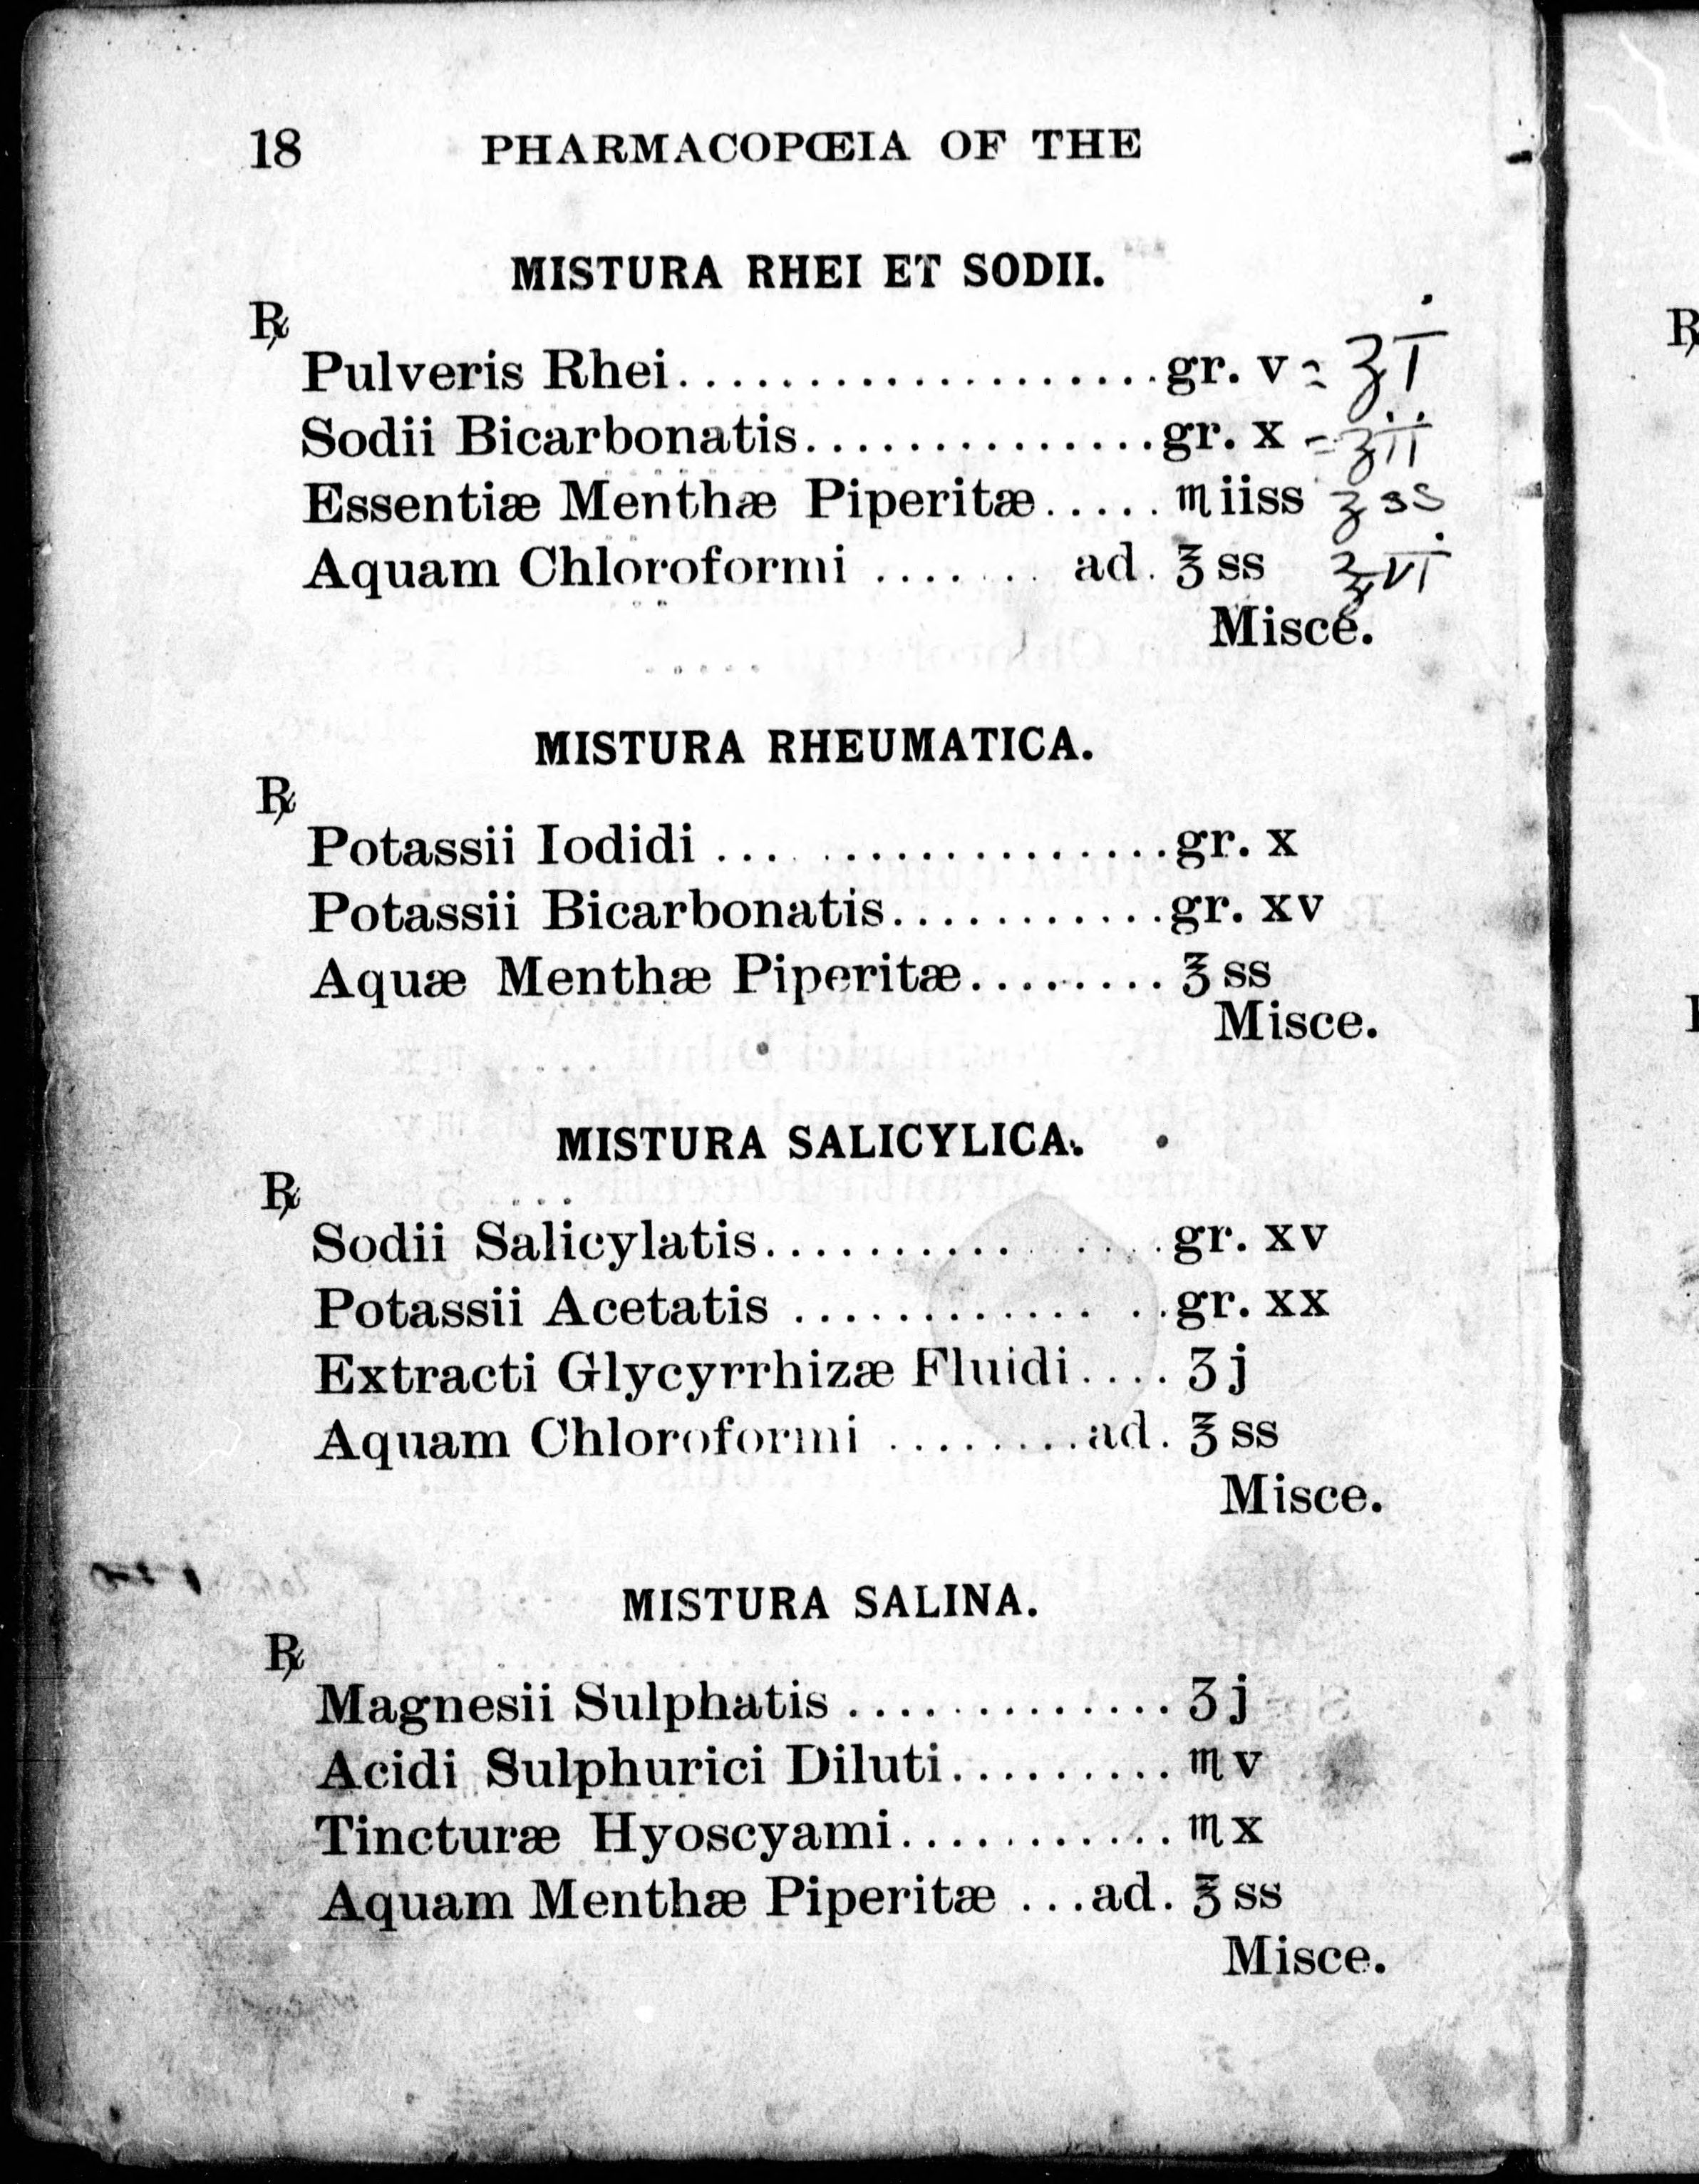 18 PHARMACOPŒIA OF THE
MISTURA RHEI ET SODII.
℞
Pulveris Rhei....................gr. v = ʒi
Sodii Bicarbonatis..............gr. x = ʒii
Essentiæ Menthæ Piperitæ..... ♏iiss ʒss
Aquam Chloroformi ....... ad. ℥ss ℥vi
Misce.
MISTURA RHEUMATICA.
℞
Potassii Iodidi ..................gr. x
Potassii Bicarbonatis...........gr. xv
Aquæ Menthæ Piperitæ........ ℥ss
Misce.
MISTURA SALICYLICA.
℞
Sodii Salicylatis................gr. xv
Potassii Acetatis ...............gr. xx
Extracti Glycyrrhizæ Fluidi.... ʒj
Aquam Chloroformi ........ad. ℥ss
Misce.
MISTURA SALINA.
℞
Magnesii Sulphatis ............. ʒj
Acidi Sulphurici Diluti......... ♏v
Tincturæ Hyoscyami........... ♏x
Aquam Menthæ Piperitæ ...ad. ℥ss
Misce.
℞